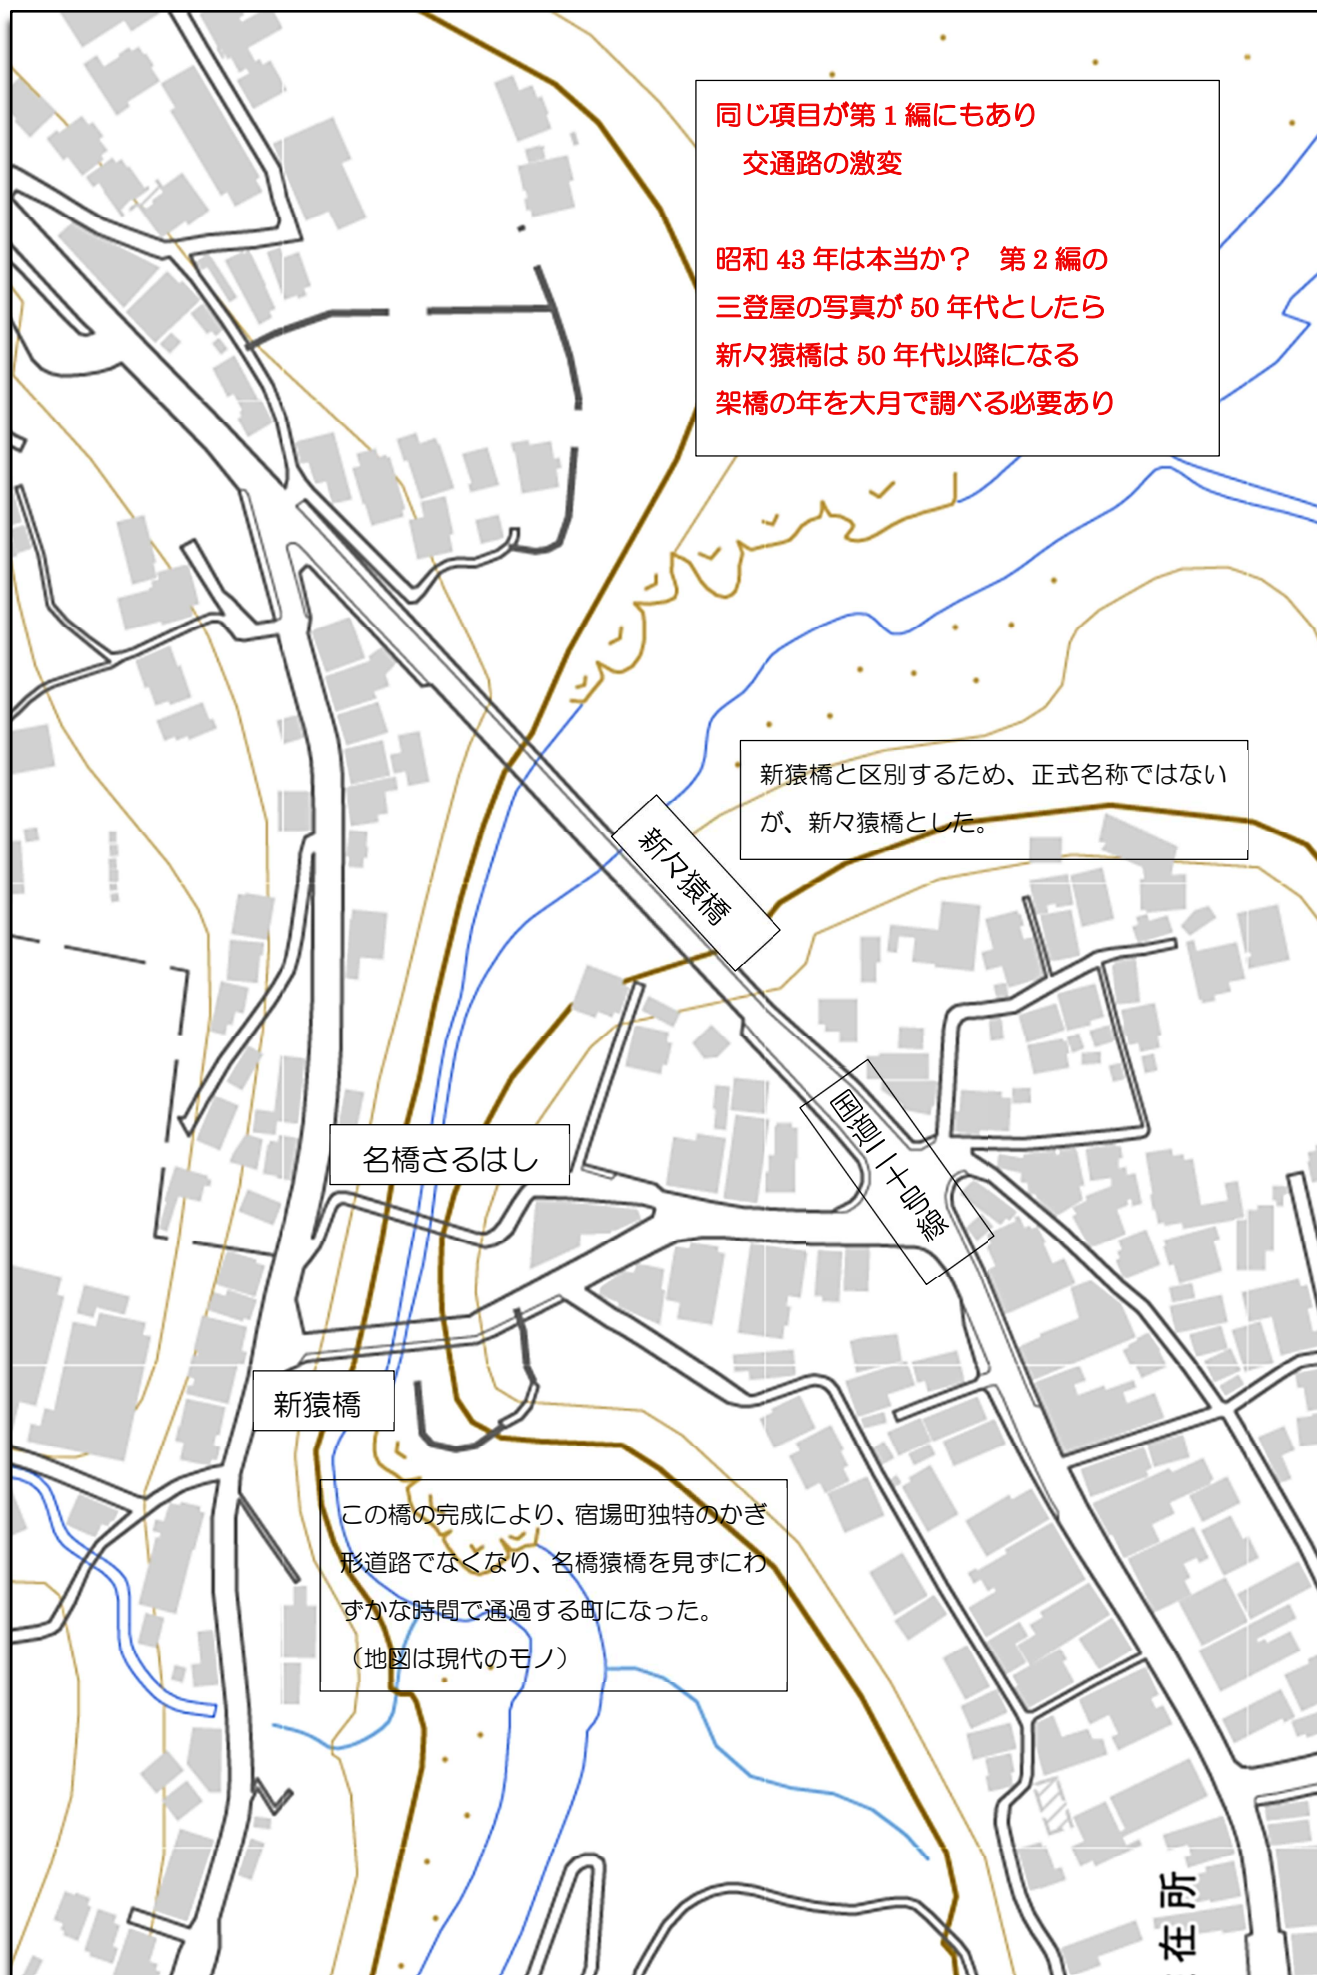 同じ項目が第1編にもあり
交通路の激変
昭和 43 年は本当か？　第2編の
三登屋の写真が 50 年代としたら
新々猿橋は 50 年代以降になる
架橋の年を大月で調べる必要あり
新猿橋と区別するため、正式名称ではない
が、新々猿橋とした。
新々猿橋
国道二十号線
名橋さるはし
新猿橋
この橋の完成により、宿場町独特のかぎ
形道路でなくなり、名橋猿橋を見ずにわ
ずかな時間で通過する町になった。
（地図は現代のモノ）
在所